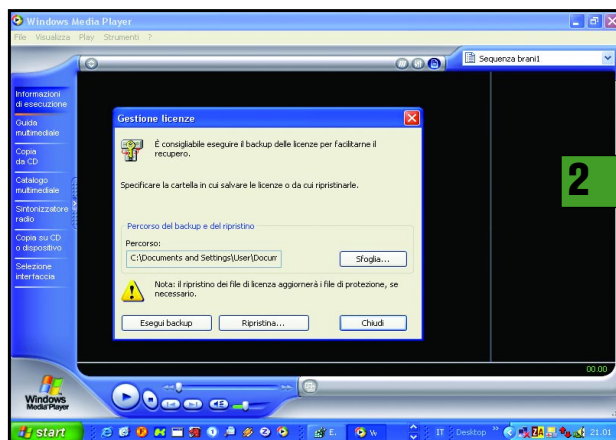 Windows Media Player
File Visualizza Play Strumenti ?
Sequenza brani1
Informazioni
di esecuzione
Guida
multimediale
Copia
da CD
Catalogo
multimediale
Sintonizzatore
radio
Copia su CD
o dispositivo
Selezione
interfaccia
Gestione licenze
È consigliabile eseguire il backup delle licenze per facilitarne il
recupero.
Specificare la cartella in cui salvare le licenze o da cui ripristinarle.
Percorso del backup e del ripristino
Percorso:
C:\Documents and Settings\User\Docum
Sfoglia...
Nota: il ripristino dei file di licenza aggiornerà i file di protezione, se
necessario.
Esegui backup
Ripristina...
Chiudi
2
00.00
Windows
Media Player
start
E.
W
IT
Desktop
»
ZA
21.01